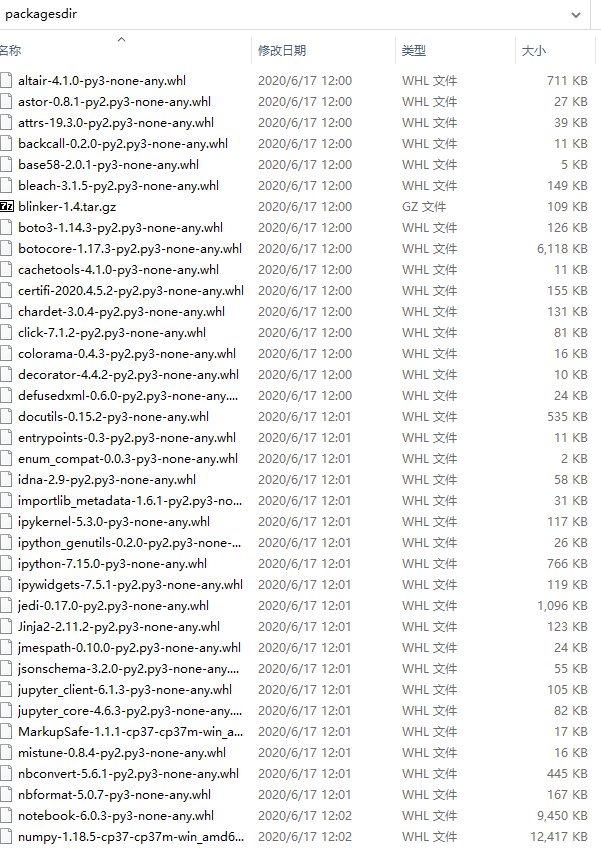 packagesdir
名称 修改日期 类型 大小
altair-4.1.0-py3-none-any.whl 2020/6/17 12:00 WHL 文件 711 KB
astor-0.8.1-py2.py3-none-any.whl 2020/6/17 12:00 WHL 文件 27 KB
attrs-19.3.0-py2.py3-none-any.whl 2020/6/17 12:00 WHL 文件 39 KB
backcall-0.2.0-py2.py3-none-any.whl 2020/6/17 12:00 WHL 文件 11 KB
base58-2.0.1-py3-none-any.whl 2020/6/17 12:00 WHL 文件 5 KB
bleach-3.1.5-py2.py3-none-any.whl 2020/6/17 12:00 WHL 文件 149 KB
7z blinker-1.4.tar.gz 2020/6/17 12:00 GZ 文件 109 KB
boto3-1.14.3-py2.py3-none-any.whl 2020/6/17 12:00 WHL 文件 126 KB
botocore-1.17.3-py2.py3-none-any.whl 2020/6/17 12:00 WHL 文件 6,118 KB
cachetools-4.1.0-py3-none-any.whl 2020/6/17 12:00 WHL 文件 11 KB
certifi-2020.4.5.2-py2.py3-none-any.whl 2020/6/17 12:00 WHL 文件 155 KB
chardet-3.0.4-py2.py3-none-any.whl 2020/6/17 12:00 WHL 文件 131 KB
click-7.1.2-py2.py3-none-any.whl 2020/6/17 12:00 WHL 文件 81 KB
colorama-0.4.3-py2.py3-none-any.whl 2020/6/17 12:00 WHL 文件 16 KB
decorator-4.4.2-py2.py3-none-any.whl 2020/6/17 12:00 WHL 文件 10 KB
defusedxml-0.6.0-py2.py3-none-any.... 2020/6/17 12:00 WHL 文件 24 KB
docutils-0.15.2-py3-none-any.whl 2020/6/17 12:01 WHL 文件 535 KB
entrypoints-0.3-py2.py3-none-any.whl 2020/6/17 12:01 WHL 文件 11 KB
enum_compat-0.0.3-py3-none-any.whl 2020/6/17 12:01 WHL 文件 2 KB
idna-2.9-py2.py3-none-any.whl 2020/6/17 12:01 WHL 文件 58 KB
importlib_metadata-1.6.1-py2.py3-no... 2020/6/17 12:01 WHL 文件 31 KB
ipykernel-5.3.0-py3-none-any.whl 2020/6/17 12:01 WHL 文件 117 KB
ipython_genutils-0.2.0-py2.py3-none-... 2020/6/17 12:01 WHL 文件 26 KB
ipython-7.15.0-py3-none-any.whl 2020/6/17 12:01 WHL 文件 766 KB
ipywidgets-7.5.1-py2.py3-none-any.whl 2020/6/17 12:01 WHL 文件 119 KB
jedi-0.17.0-py2.py3-none-any.whl 2020/6/17 12:01 WHL 文件 1,096 KB
Jinja2-2.11.2-py2.py3-none-any.whl 2020/6/17 12:01 WHL 文件 123 KB
jmespath-0.10.0-py2.py3-none-any.whl 2020/6/17 12:01 WHL 文件 24 KB
jsonschema-3.2.0-py2.py3-none-any.... 2020/6/17 12:01 WHL 文件 55 KB
jupyter_client-6.1.3-py3-none-any.whl 2020/6/17 12:01 WHL 文件 105 KB
jupyter_core-4.6.3-py2.py3-none-any.... 2020/6/17 12:01 WHL 文件 82 KB
MarkupSafe-1.1.1-cp37-cp37m-win_a... 2020/6/17 12:01 WHL 文件 17 KB
mistune-0.8.4-py2.py3-none-any.whl 2020/6/17 12:01 WHL 文件 16 KB
nbconvert-5.6.1-py2.py3-none-any.whl 2020/6/17 12:01 WHL 文件 445 KB
nbformat-5.0.7-py3-none-any.whl 2020/6/17 12:01 WHL 文件 167 KB
notebook-6.0.3-py3-none-any.whl 2020/6/17 12:02 WHL 文件 9,450 KB
numpy-1.18.5-cp37-cp37m-win_amd6... 2020/6/17 12:02 WHL 文件 12,417 KB